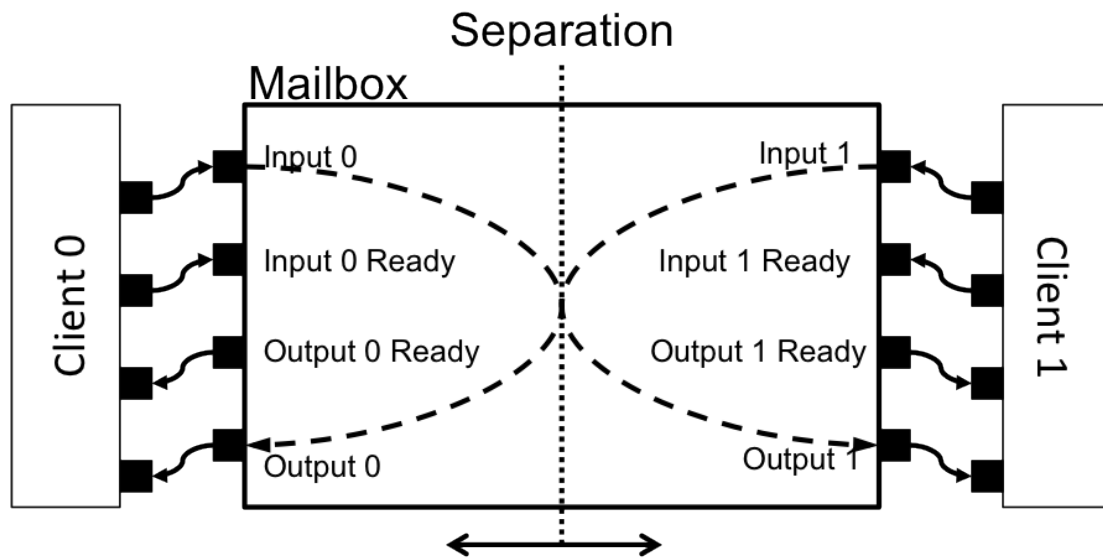 Separation
Mailbox
Input 0
Input 1
Input 0 Ready
Input 1 Ready
Output 0 Ready
Output 1 Ready
Output 0
Output 1
Client 0
Client 1